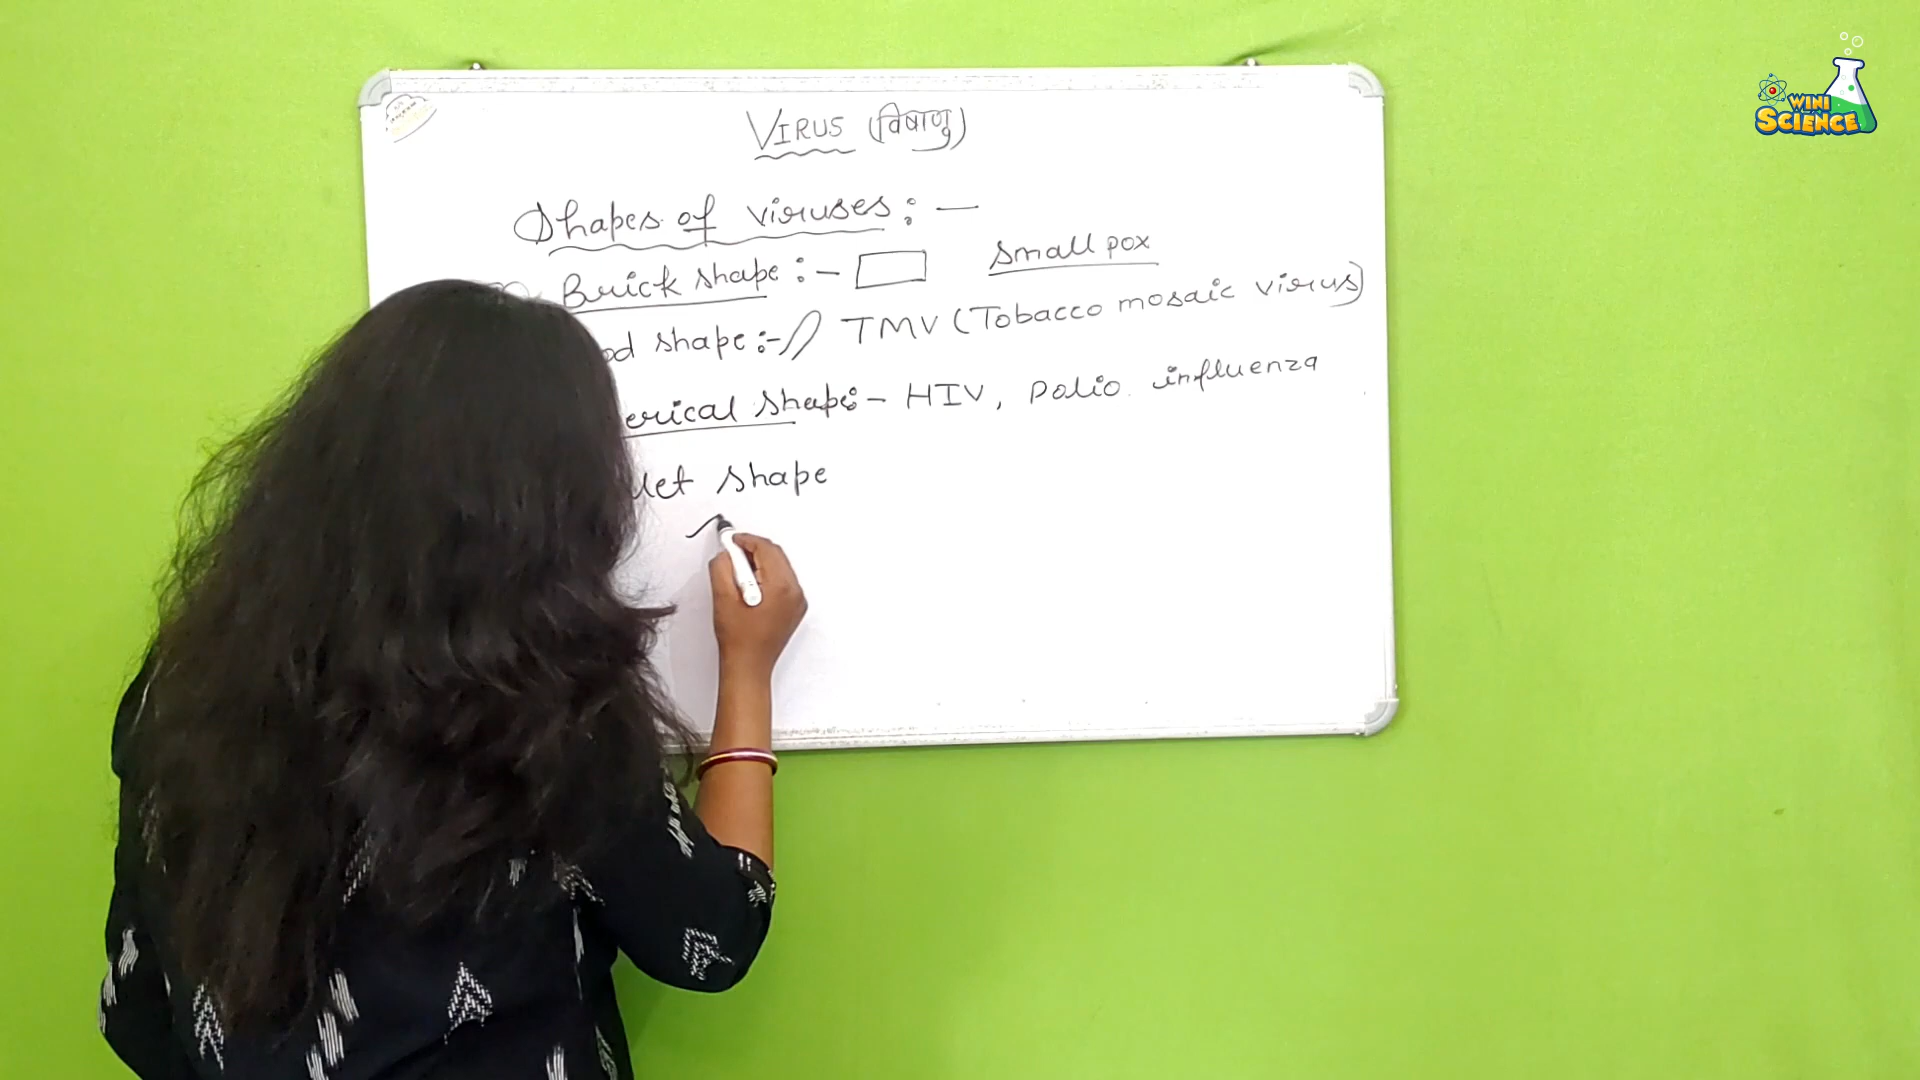 VIRUS (विषाणु)
WINI
SCIENCE
Shapes of viruses : —
Brick shape :- small pox
shape :- TMV (Tobacco mosaic virus)
shape :- HIV, polio influenza
shape